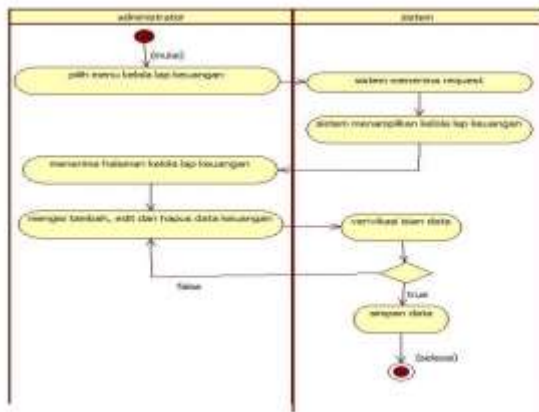 administrator
sistem
(mulai)
pilih menu kelola lap keuangan
sistem menerima request
sistem menampilkan kelola lap keuangan
menerima halaman kelola lap keuangan
mengisi tambah, edit dan hapus data keuangan
verivikasi isian data
false
true
simpan data
(selesai)